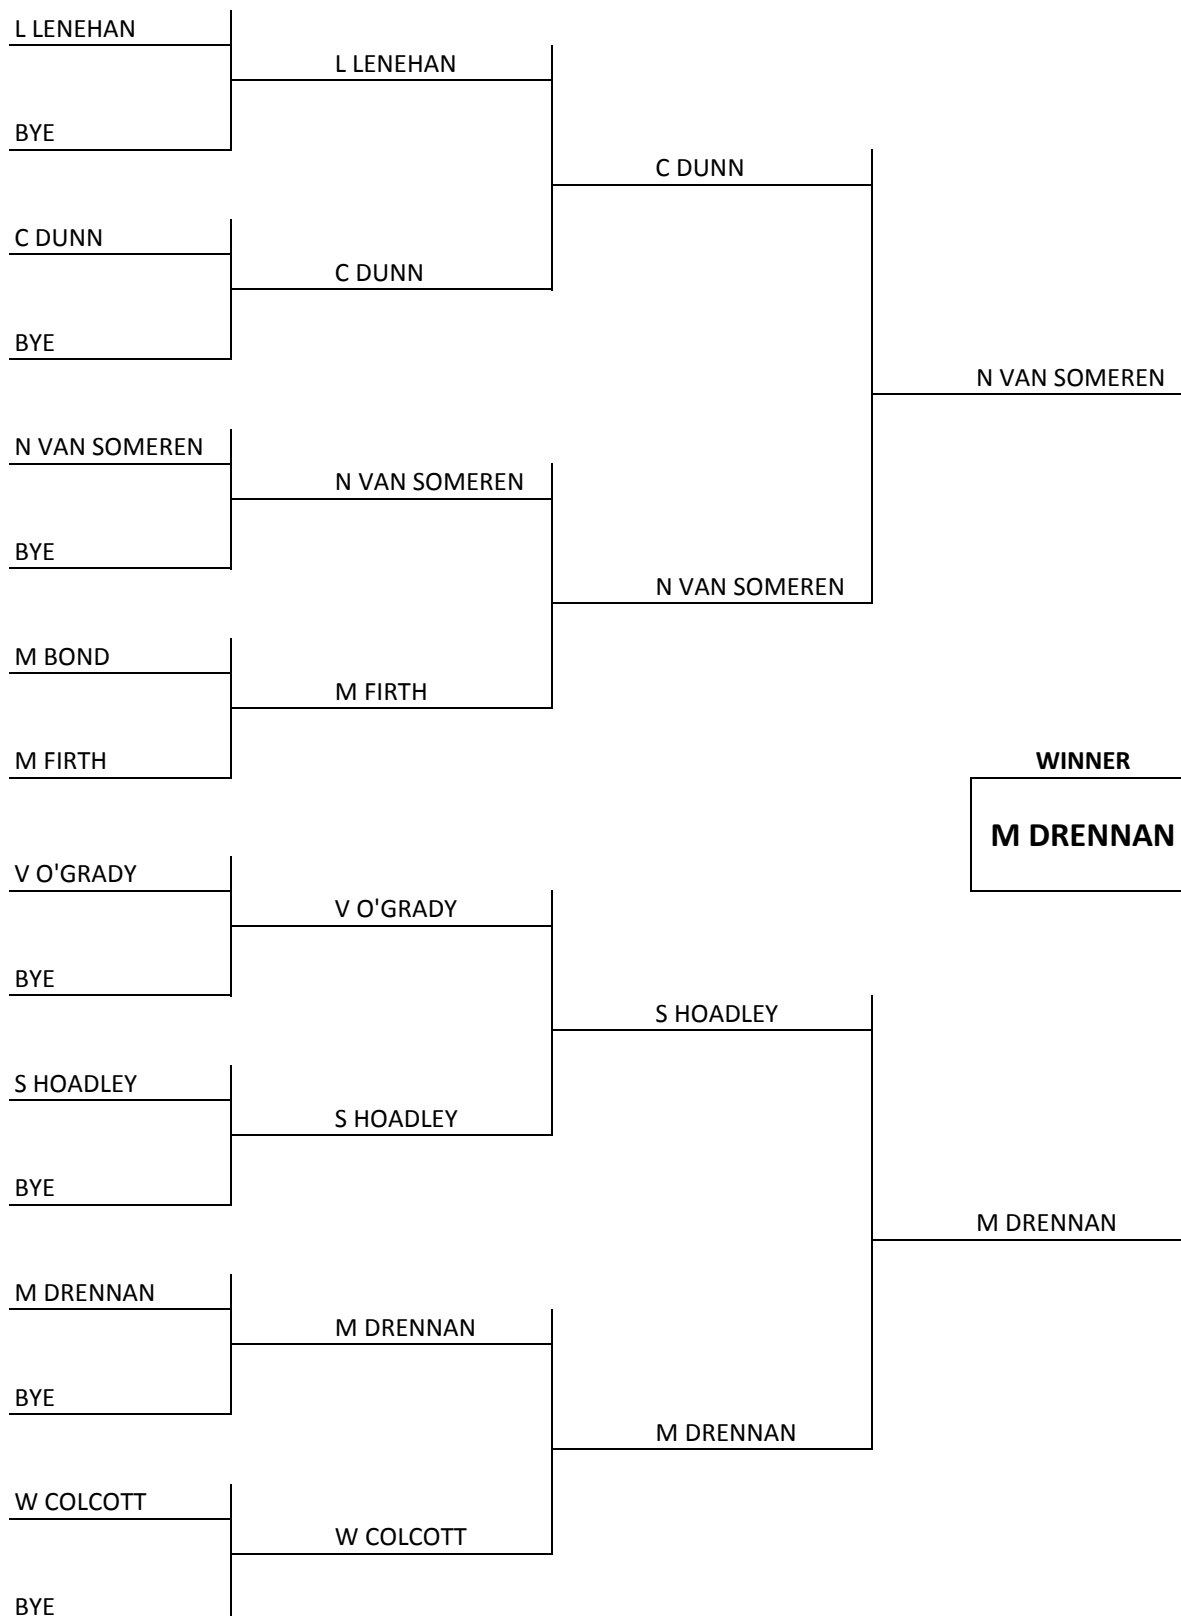 L LENEHAN
L LENEHAN
BYE
C DUNN
C DUNN
C DUNN
BYE
N VAN SOMEREN
N VAN SOMEREN
N VAN SOMEREN
BYE
N VAN SOMEREN
M BOND
M FIRTH
M FIRTH
WINNER
M DRENNAN
V O'GRADY
V O'GRADY
BYE
S HOADLEY
S HOADLEY
S HOADLEY
BYE
M DRENNAN
M DRENNAN
M DRENNAN
BYE
M DRENNAN
W COLCOTT
W COLCOTT
BYE